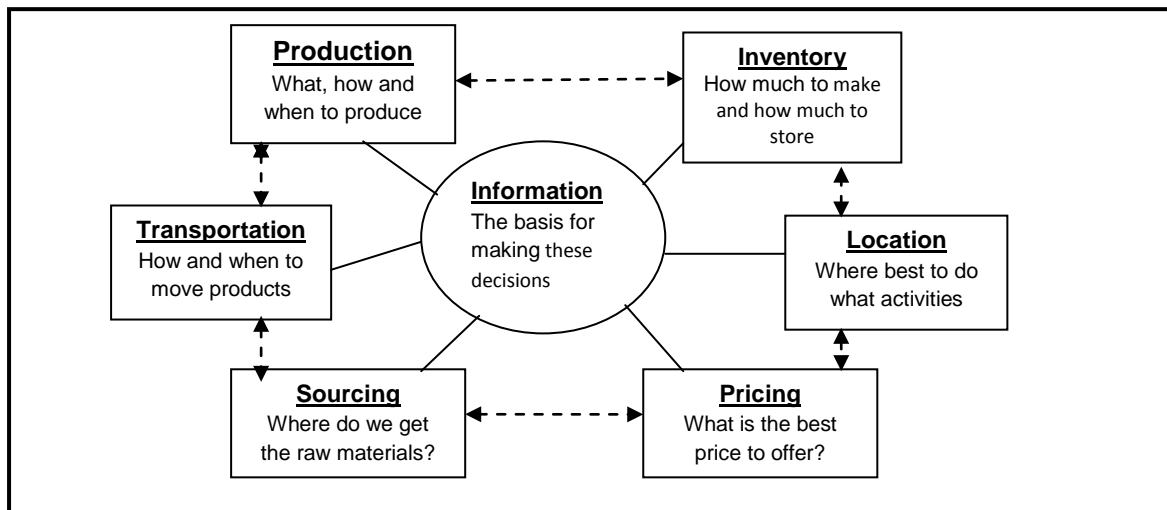 Production
What, how and
when to produce
Inventory
How much to make
and how much to
store
Information
The basis for
making these
decisions
Transportation
How and when to
move products
Location
Where best to do
what activities
Sourcing
Where do we get
the raw materials?
Pricing
What is the best
price to offer?